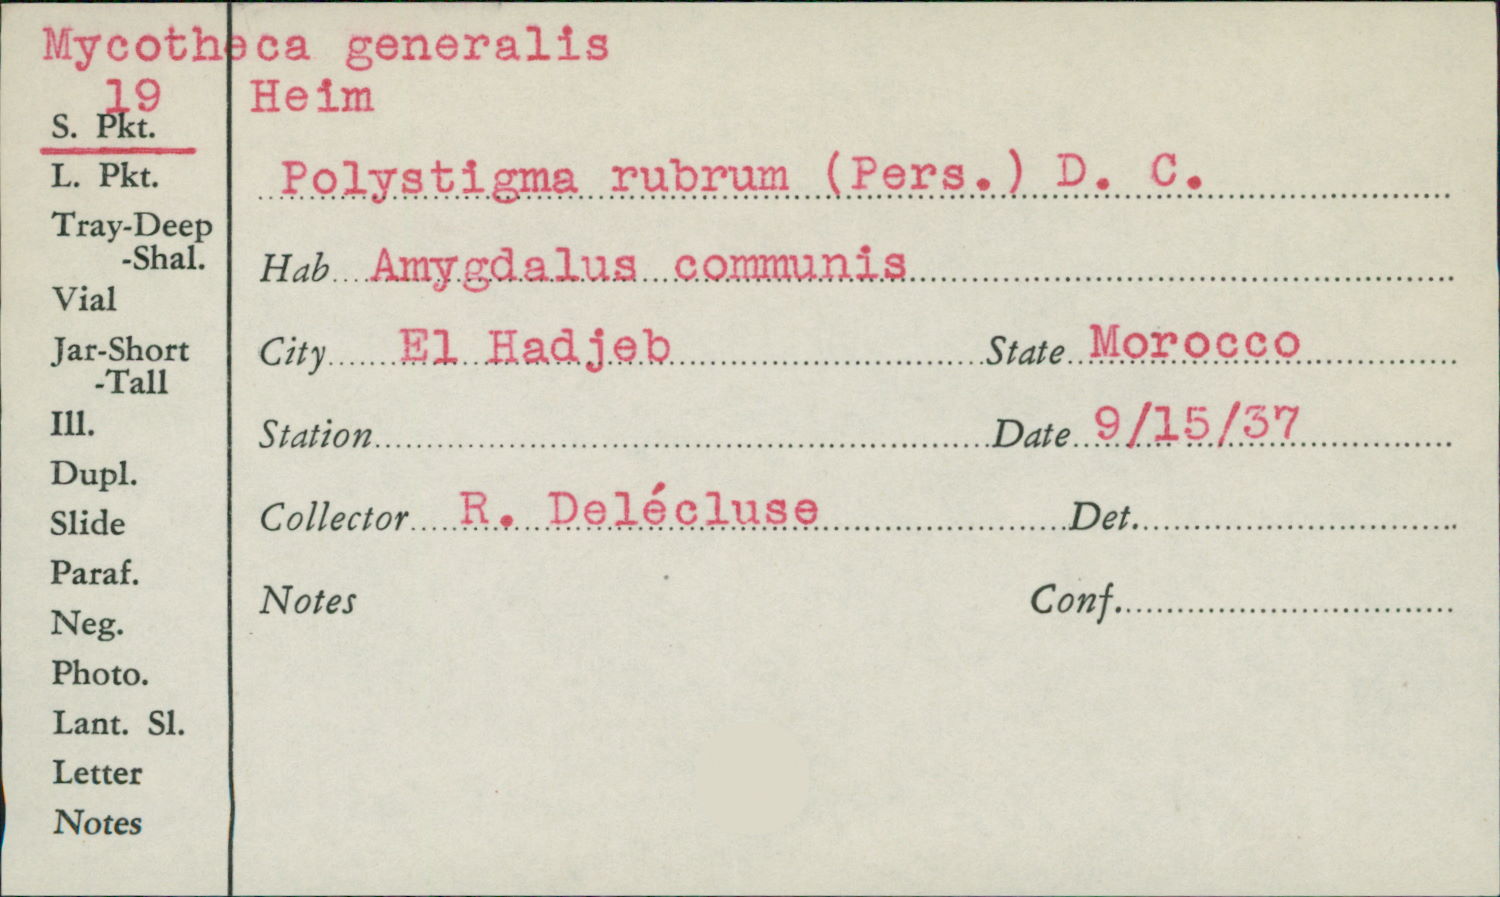 Mycotheca generalis
19 Heim
S. Pkt.
L. Pkt.
Tray-Deep
-Shal.
Vial
Jar-Short
-Tall
Ill.
Dupl.
Slide
Paraf.
Neg.
Photo.
Lant. Sl.
Letter
Notes
Polystigma rubrum (Pers.) D. C.
Hab. Amygdalus communis
City El Hadjeb State Morocco
Station Date 9/15/37
Collector R. Delécluse Det.
Notes Conf.